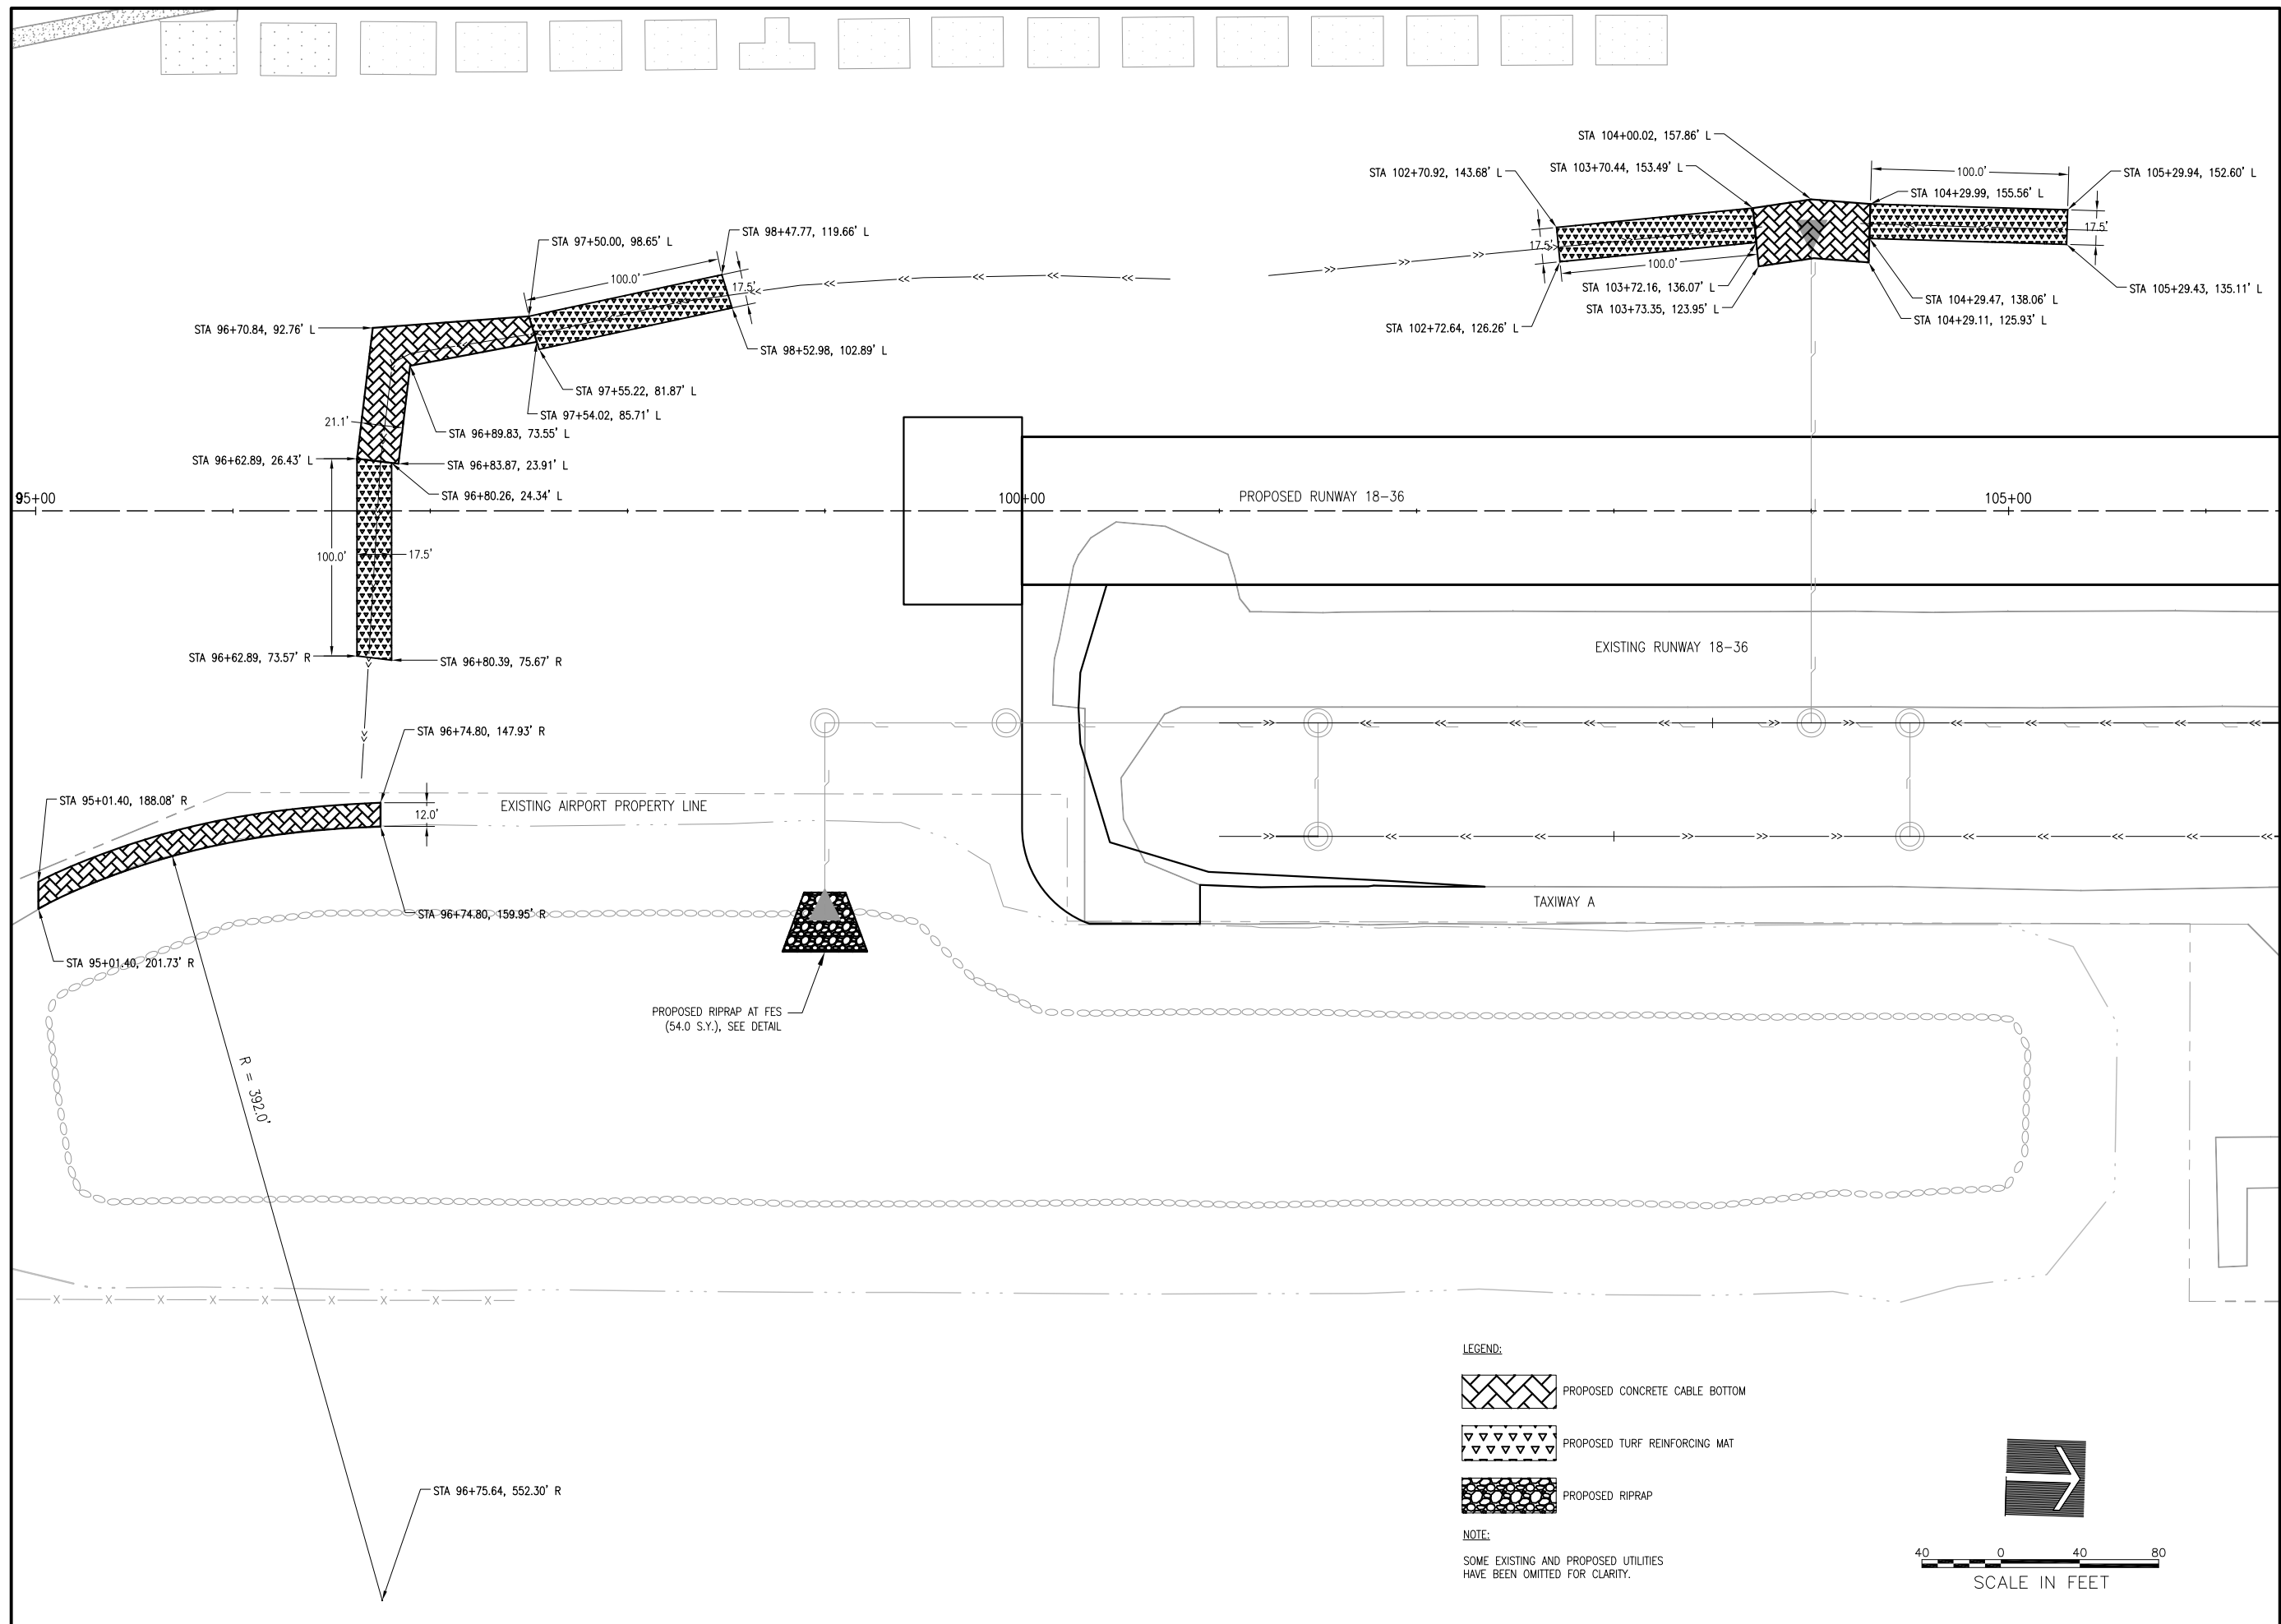 STA 104+00.02, 157.86' L
STA 102+70.92, 143.68' L
STA 103+70.44, 153.49' L
100.0'
STA 105+29.94, 152.60' L
STA 104+29.99, 155.56' L
17.5'
17.5'
100.0'
STA 103+72.16, 136.07' L
STA 103+73.35, 123.95' L
STA 102+72.64, 126.26' L
STA 105+29.43, 135.11' L
STA 104+29.47, 138.06' L
STA 104+29.11, 125.93' L
STA 97+50.00, 98.65' L
STA 98+47.77, 119.66' L
100.0'
17.5'
STA 96+70.84, 92.76' L
STA 98+52.98, 102.89' L
STA 97+55.22, 81.87' L
STA 97+54.02, 85.71' L
21.1'
STA 96+89.83, 73.55' L
STA 96+62.89, 26.43' L
STA 96+83.87, 23.91' L
STA 96+80.26, 24.34' L
95+00
100+00
PROPOSED RUNWAY 18-36
105+00
100.0'
17.5'
STA 96+62.89, 73.57' R
STA 96+80.39, 75.67' R
EXISTING RUNWAY 18-36
STA 96+74.80, 147.93' R
STA 95+01.40, 188.08' R
12.0'
EXISTING AIRPORT PROPERTY LINE
STA 96+74.80, 159.95' R
TAXIWAY A
STA 95+01.40, 201.73' R
PROPOSED RIPRAP AT FES
(54.0 S.Y.), SEE DETAIL
R = 392.0'
STA 96+75.64, 552.30' R
LEGEND:
PROPOSED CONCRETE CABLE BOTTOM
PROPOSED TURF REINFORCING MAT
PROPOSED RIPRAP
NOTE:
SOME EXISTING AND PROPOSED UTILITIES
HAVE BEEN OMITTED FOR CLARITY.
40 0 40 80
SCALE IN FEET